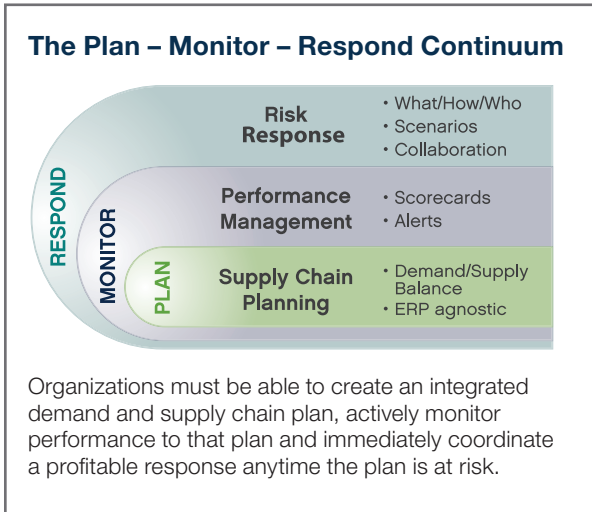 The Plan – Monitor – Respond Continuum
RESPOND
Risk
Response
• What/How/Who
• Scenarios
• Collaboration
MONITOR
Performance
Management
• Scorecards
• Alerts
PLAN
Supply Chain
Planning
• Demand/Supply
Balance
• ERP agnostic
Organizations must be able to create an integrated
demand and supply chain plan, actively monitor
performance to that plan and immediately coordinate
a profitable response anytime the plan is at risk.